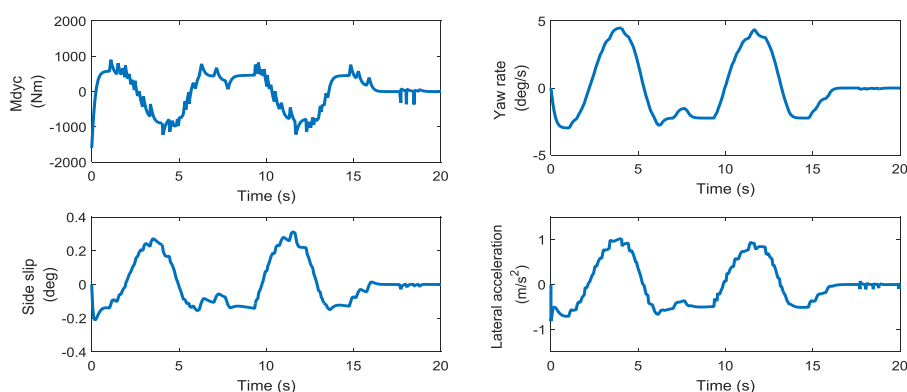 2000
1000
0
-1000
-2000
Mdyc
(Nm)
0 5 10 15 20
Time (s)
5
0
-5
Yaw rate
(deg/s)
0 5 10 15 20
Time (s)
0.4
0.2
0
-0.2
-0.4
Side slip
(deg)
0 5 10 15 20
Time (s)
1
0
-1
Lateral acceleration
(m/s²)
0 5 10 15 20
Time (s)